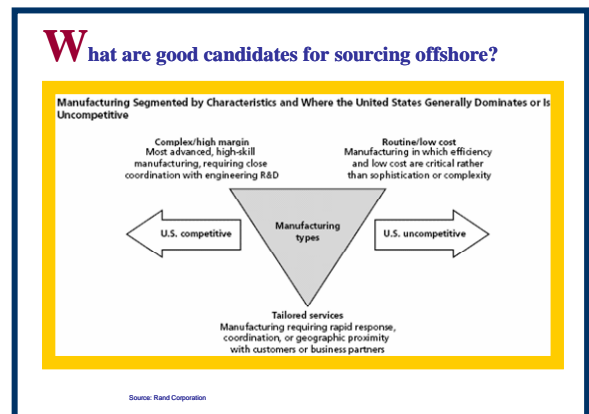 What are good candidates for sourcing offshore?
Manufacturing Segmented by Characteristics and Where the United States Generally Dominates or Is
Uncompetitive
Complex/high margin
Most advanced, high-skill
manufacturing, requiring close
coordination with engineering R&D
Routine/low cost
Manufacturing in which efficiency
and low cost are critical rather
than sophistication or complexity
U.S. competitive
Manufacturing
types
U.S. uncompetitive
Tailored services
Manufacturing requiring rapid response,
coordination, or geographic proximity
with customers or business partners
Source: Rand Corporation